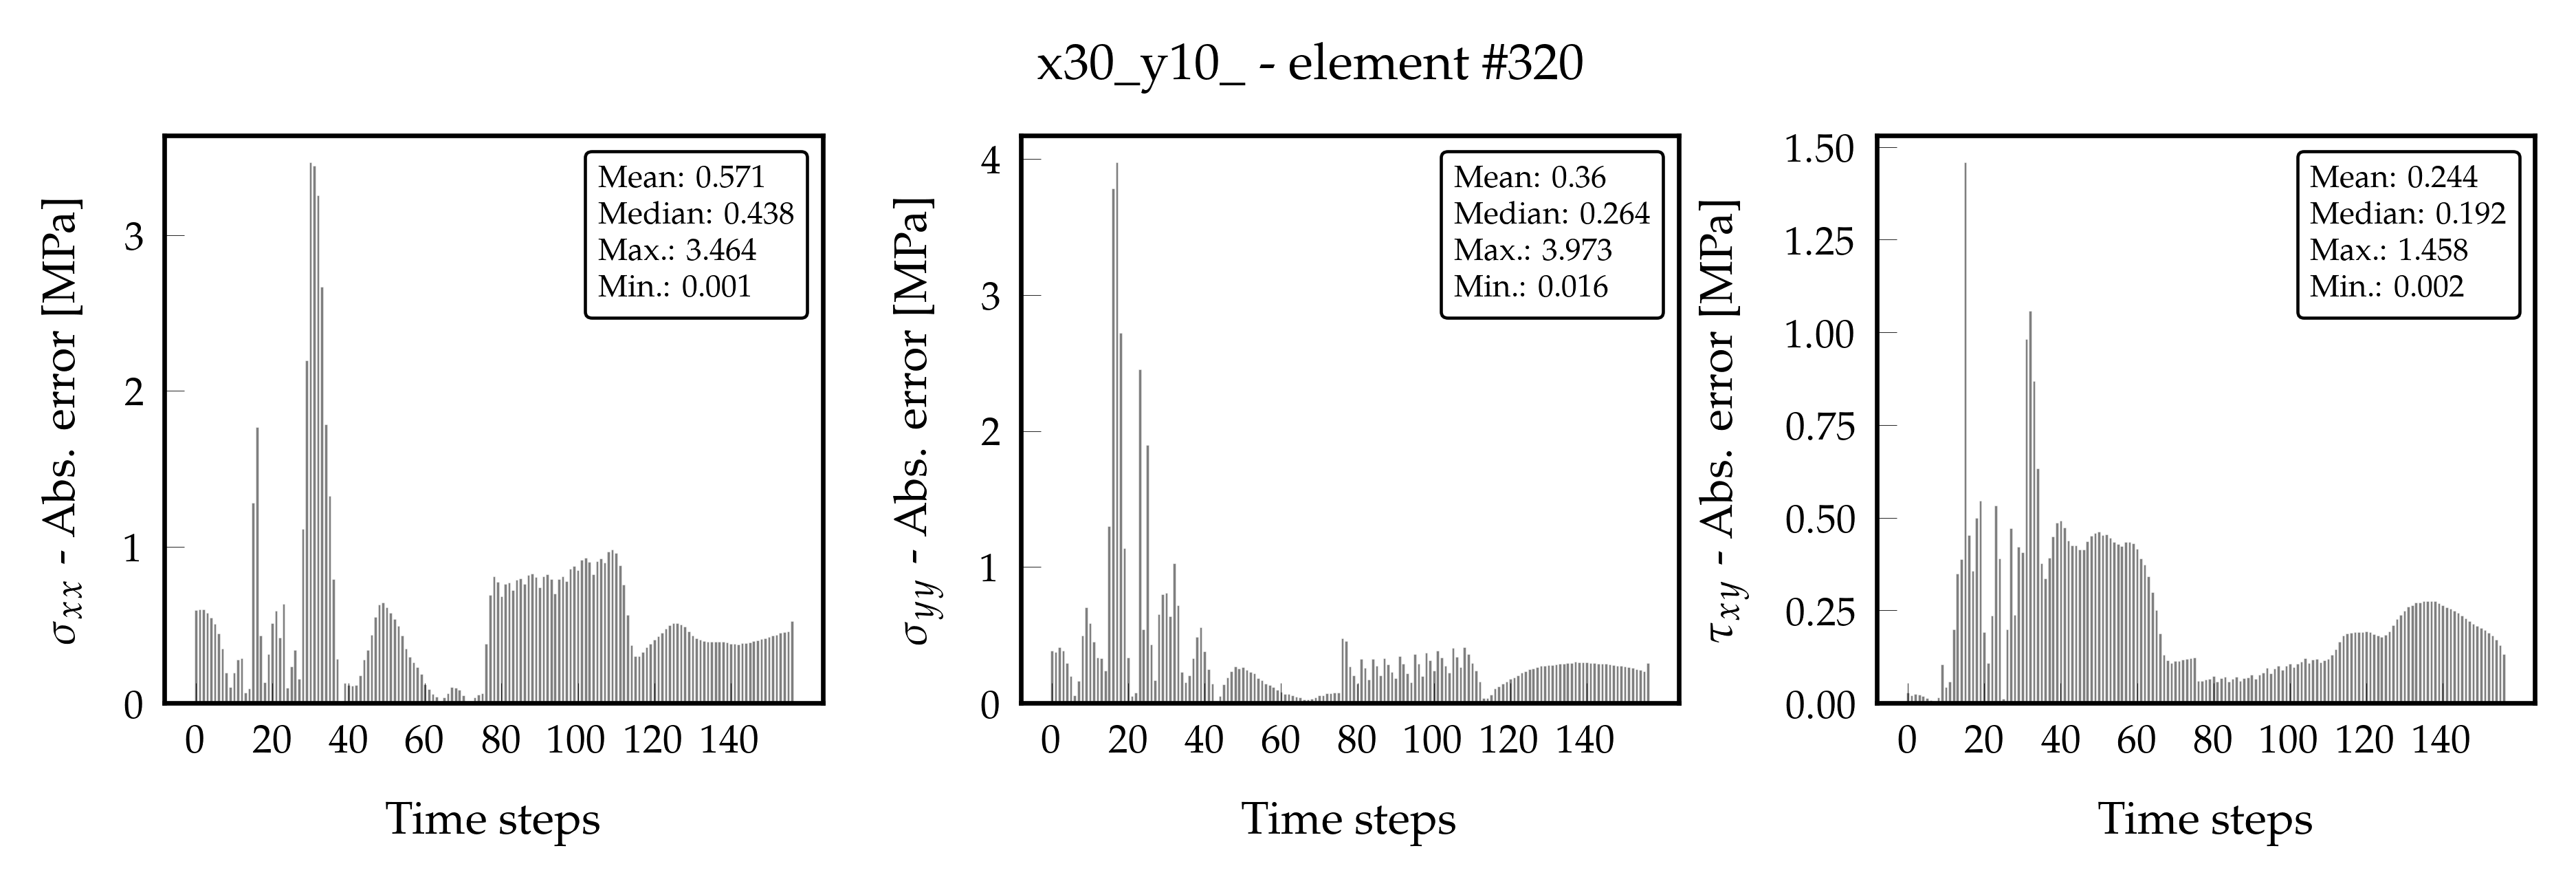 x30_y10_ - element #320
σxx - Abs. error [MPa]
3
2
1
0
Mean: 0.571
Median: 0.438
Max.: 3.464
Min.: 0.001
0 20 40 60 80 100 120 140
Time steps
σyy - Abs. error [MPa]
4
3
2
1
0
Mean: 0.36
Median: 0.264
Max.: 3.973
Min.: 0.016
0 20 40 60 80 100 120 140
Time steps
τxy - Abs. error [MPa]
1.50
1.25
1.00
0.75
0.50
0.25
0.00
Mean: 0.244
Median: 0.192
Max.: 1.458
Min.: 0.002
0 20 40 60 80 100 120 140
Time steps